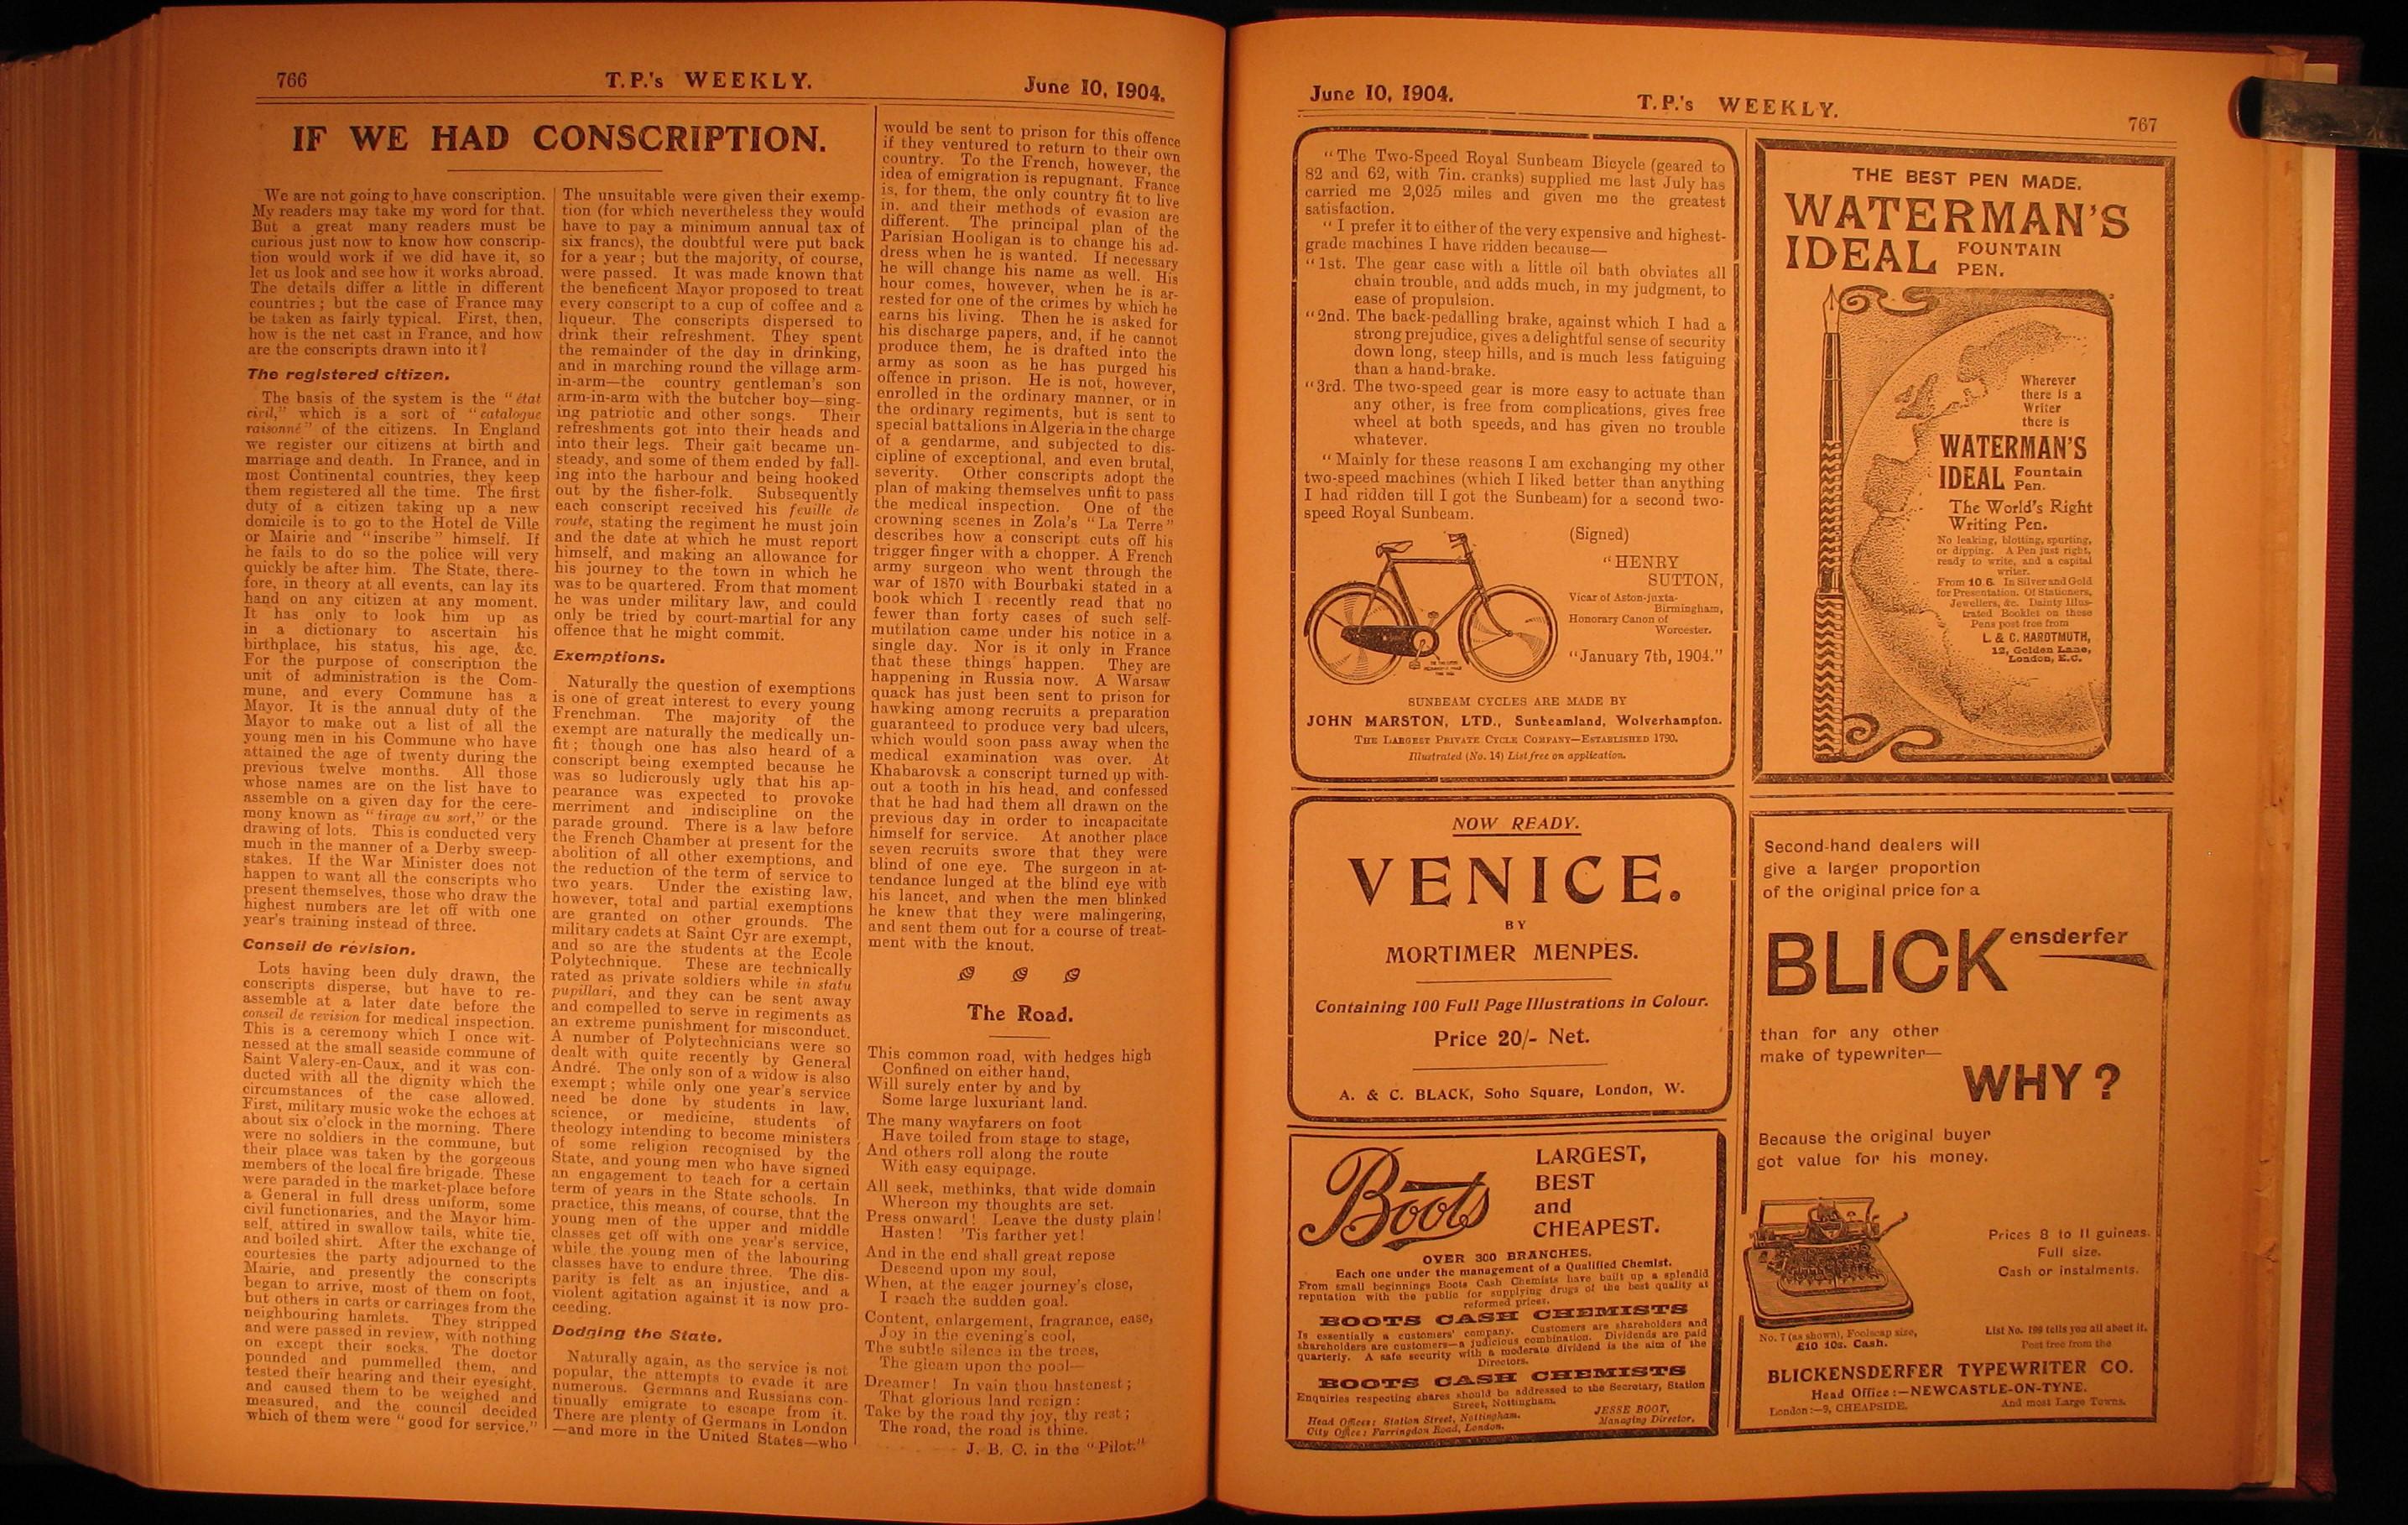 766
T.P.'s WEEKLY.
June 10, 1904.
IF WE HAD CONSCRIPTION.
We are not going to have conscription.
My readers may take my word for that.
But a great many readers must be
curious just now to know how conscrip-
tion would work if we did have it, so
let us look and see how it works abroad.
The details differ a little in different
countries; but the case of France may
be taken as fairly typical. First, then,
how is the net cast in France, and how
are the conscripts drawn into it?
The registered citizen.
The basis of the system is the "état
civil," which is a sort of "catalogue
raisonné" of the citizens. In England
we register our citizens at birth and
marriage and death. In France, and in
most Continental countries, they keep
them registered all the time. The first
duty of a citizen taking up a new
domicile is to go to the Hotel de Ville
or Mairie and "inscribe" himself. If
he fails to do so the police will very
quickly be after him. The State, there-
fore, in theory at all events, can lay its
hand on any citizen at any moment.
It has only to look him up as
in a dictionary to ascertain his
birthplace, his status, his age, &c.
For the purpose of conscription the
unit of administration is the Com-
mune, and every Commune has a
Mayor. It is the annual duty of the
Mayor to make out a list of all the
young men in his Commune who have
attained the age of twenty during the
previous twelve months. All those
whose names are on the list have to
assemble on a given day for the cere-
mony known as "tirage au sort," or the
drawing of lots. This is conducted very
much in the manner of a Derby sweep-
stakes. If the War Minister does not
happen to want all the conscripts who
present themselves, those who draw the
highest numbers are let off with one
year's training instead of three.
Conseil de révision.
Lots having been duly drawn, the
conscripts disperse, but have to re-
assemble at a later date before the
conseil de revision for medical inspection.
This is a ceremony which I once wit-
nessed at the small seaside commune of
Saint Valery-en-Caux, and it was con-
ducted with all the dignity which the
circumstances of the case allowed.
First, military music woke the echoes at
about six o'clock in the morning. There
were no soldiers in the commune, but
their place was taken by the gorgeous
members of the local fire brigade. These
were paraded in the market-place before
a General in full dress uniform, some
civil functionaries, and the Mayor him-
self, attired in swallow tails, white tie,
and boiled shirt. After the exchange of
courtesies the party adjourned to the
Mairie, and presently the conscripts
began to arrive, most of them on foot,
but others in carts or carriages from the
neighbouring hamlets. They stripped
and were passed in review, with nothing
on except their socks. The doctor
pounded and pummelled them, and
tested their hearing and their eyesight,
and caused them to be weighed and
measured, and the council decided
which of them were "good for service."
The unsuitable were given their exemp-
tion (for which nevertheless they would
have to pay a minimum annual tax of
six francs), the doubtful were put back
for a year; but the majority, of course,
were passed. It was made known that
the beneficent Mayor proposed to treat
every conscript to a cup of coffee and a
liqueur. The conscripts dispersed to
drink their refreshment. They spent
the remainder of the day in drinking,
and in marching round the village arm-
in-arm—the country gentleman's son
arm-in-arm with the butcher boy—sing-
ing patriotic and other songs. Their
refreshments got into their heads and
into their legs. Their gait became un-
steady, and some of them ended by fall-
ing into the harbour and being hooked
out by the fisher-folk. Subsequently
each conscript received his feuille de
route, stating the regiment he must join
and the date at which he must report
himself, and making an allowance for
his journey to the town in which he
was to be quartered. From that moment
he was under military law, and could
only be tried by court-martial for any
offence that he might commit.
Exemptions.
Naturally the question of exemptions
is one of great interest to every young
Frenchman. The majority of the
exempt are naturally the medically un-
fit; though one has also heard of a
conscript being exempted because he
was so ludicrously ugly that his ap-
pearance was expected to provoke
merriment and indiscipline on the
parade ground. There is a law before
the French Chamber at present for the
abolition of all other exemptions, and
the reduction of the term of service to
two years. Under the existing law,
however, total and partial exemptions
are granted on other grounds. The
military cadets at Saint Cyr are exempt,
and so are the students at the Ecole
Polytechnique. These are technically
rated as private soldiers while in statu
pupillari, and they can be sent away
and compelled to serve in regiments as
an extreme punishment for misconduct.
A number of Polytechnicians were so
dealt with quite recently by General
André. The only son of a widow is also
exempt; while only one year's service
need be done by students in law,
science, or medicine, students of
theology intending to become ministers
of some religion recognised by the
State, and young men who have signed
an engagement to teach for a certain
term of years in the State schools. In
practice, this means, of course, that the
young men of the upper and middle
classes get off with one year's service,
while the young men of the labouring
classes have to endure three. The dis-
parity is felt as an injustice, and a
violent agitation against it is now pro-
ceeding.
Dodging the State.
Naturally again, as the service is not
popular, the attempts to evade it are
numerous. Germans and Russians con-
tinually emigrate to escape from it.
There are plenty of Germans in London
—and more in the United States—who
would be sent to prison for this offence
if they ventured to return to their own
country. To the French, however, the
idea of emigration is repugnant. France
is, for them, the only country fit to live
in, and their methods of evasion are
different. The principal plan of the
Parisian Hooligan is to change his ad-
dress when he is wanted. If necessary
he will change his name as well. His
hour comes, however, when he is ar-
rested for one of the crimes by which he
earns his living. Then he is asked for
his discharge papers, and, if he cannot
produce them, he is drafted into the
army as soon as he has purged his
offence in prison. He is not, however,
enrolled in the ordinary manner, or in
the ordinary regiments, but is sent to
special battalions in Algeria in the charge
of a gendarme, and subjected to dis-
cipline of exceptional, and even brutal,
severity. Other conscripts adopt the
plan of making themselves unfit to pass
the medical inspection. One of the
crowning scenes in Zola's "La Terre"
describes how a conscript cuts off his
trigger finger with a chopper. A French
army surgeon who went through the
war of 1870 with Bourbaki stated in a
book which I recently read that no
fewer than forty cases of such self-
mutilation came under his notice in a
single day. Nor is it only in France
that these things happen. They are
happening in Russia now. A Warsaw
quack has just been sent to prison for
hawking among recruits a preparation
guaranteed to produce very bad ulcers,
which would soon pass away when the
medical examination was over. At
Khabarovsk a conscript turned up with-
out a tooth in his head, and confessed
that he had had them all drawn on the
previous day in order to incapacitate
himself for service. At another place
seven recruits swore that they were
blind of one eye. The surgeon in at-
tendance lunged at the blind eye with
his lancet, and when the men blinked
he knew that they were malingering,
and sent them out for a course of treat-
ment with the knout.
The Road.
This common road, with hedges high
Confined on either hand,
Will surely enter by and by
Some large luxuriant land.
The many wayfarers on foot
Have toiled from stage to stage,
And others roll along the route
With easy equipage.
All seek, methinks, that wide domain
Whereon my thoughts are set.
Press onward! Leave the dusty plain!
Hasten! 'Tis farther yet!
And in the end shall great repose
Descend upon my soul,
When, at the eager journey's close,
I reach the sudden goal.
Content, enlargement, fragrance, ease,
Joy in the evening's cool,
The subtle silence in the trees,
The gleam upon the pool—
Dreamer! In vain thou hastenest;
That glorious land resign:
Take by the road thy joy, thy rest;
The road, the road is thine.
J. B. C. in the "Pilot."
June 10, 1904.
T.P.'s WEEKLY.
767
"The Two-Speed Royal Sunbeam Bicycle (geared to
82 and 62, with 7in. cranks) supplied me last July has
carried me 2,025 miles and given me the greatest
satisfaction.
"I prefer it to either of the very expensive and highest-
grade machines I have ridden because—
"1st. The gear case with a little oil bath obviates all
chain trouble, and adds much, in my judgment, to
ease of propulsion.
"2nd. The back-pedalling brake, against which I had a
strong prejudice, gives a delightful sense of security
down long, steep hills, and is much less fatiguing
than a hand-brake.
"3rd. The two-speed gear is more easy to actuate than
any other, is free from complications, gives free
wheel at both speeds, and has given no trouble
whatever.
"Mainly for these reasons I am exchanging my other
two-speed machines (which I liked better than anything
I had ridden till I got the Sunbeam) for a second two-
speed Royal Sunbeam.
(Signed)
"HENRY
SUTTON,
Vicar of Aston-juxta-
Birmingham,
Honorary Canon of
Worcester.
"January 7th, 1904."
SUNBEAM CYCLES ARE MADE BY
JOHN MARSTON, LTD., Sunbeamland, Wolverhampton.
THE LARGEST PRIVATE CYCLE COMPANY—ESTABLISHED 1790.
Illustrated (No. 14) List free on application.
NOW READY.
VENICE.
BY
MORTIMER MENPES.
Containing 100 Full Page Illustrations in Colour.
Price 20/- Net.
A. & C. BLACK, Soho Square, London, W.
Boots
LARGEST,
BEST
and
CHEAPEST.
OVER 300 BRANCHES.
Each one under the management of a Qualified Chemist.
From small beginnings Boots Cash Chemists have built up a splendid
reputation with the public for supplying drugs of the best quality at
reformed prices.
BOOTS CASH CHEMISTS
Is essentially a customers' company. Customers are shareholders and
shareholders are customers—a judicious combination. Dividends are paid
quarterly. A safe security with a moderate dividend is the aim of the
Directors.
BOOTS CASH CHEMISTS
Enquiries respecting shares should be addressed to the Secretary, Station
Street, Nottingham.
JESSE BOOT,
Managing Director.
Head Offices: Station Street, Nottingham.
City Office: Farringdon Road, London.
THE BEST PEN MADE.
WATERMAN'S
IDEAL FOUNTAIN
PEN.
Wherever
there is a
Writer
there is
WATERMAN'S
IDEAL Fountain
Pen.
The World's Right
Writing Pen.
No leaking, blotting, spurting,
or dipping. A Pen just right,
ready to write, and a capital
writer.
From 10 6. In Silver and Gold
for Presentation. Of Stationers,
Jewellers, &c. Dainty Illus-
trated Booklet on these
Pens post free from
L. & C. HARDTMUTH,
12, Golden Lane,
London, E.C.
Second-hand dealers will
give a larger proportion
of the original price for a
BLICKensderfer
than for any other
make of typewriter—
WHY?
Because the original buyer
got value for his money.
Prices 8 to 11 guineas.
Full size.
Cash or instalments.
No. 7 (as shown), Foolscap size,
£10 10s. Cash.
List No. 199 tells you all about it.
Post free from the
BLICKENSDERFER TYPEWRITER CO.
Head Office:—NEWCASTLE-ON-TYNE.
London:—9, CHEAPSIDE.
And most Large Towns.